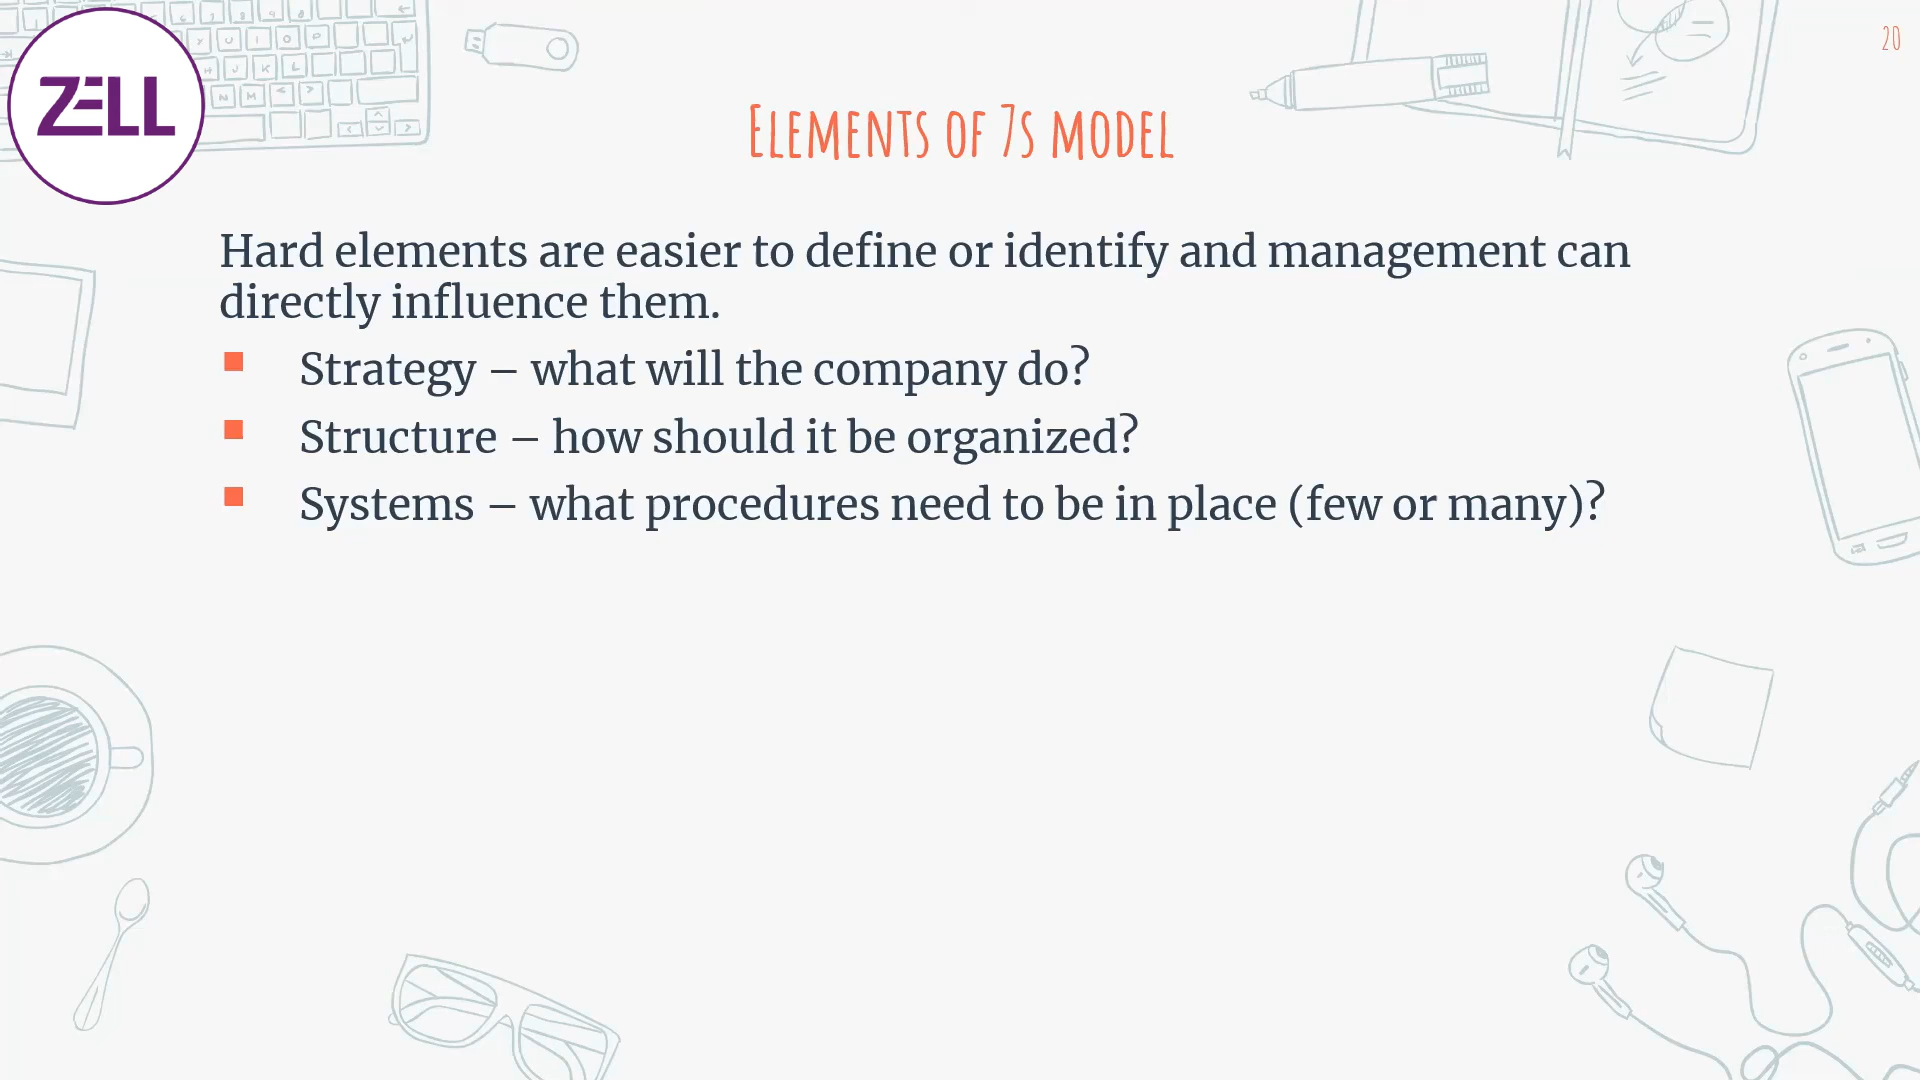 ZELL
20
Elements of 7s model
Hard elements are easier to define or identify and management can
directly influence them.
Strategy – what will the company do?
Structure – how should it be organized?
Systems – what procedures need to be in place (few or many)?